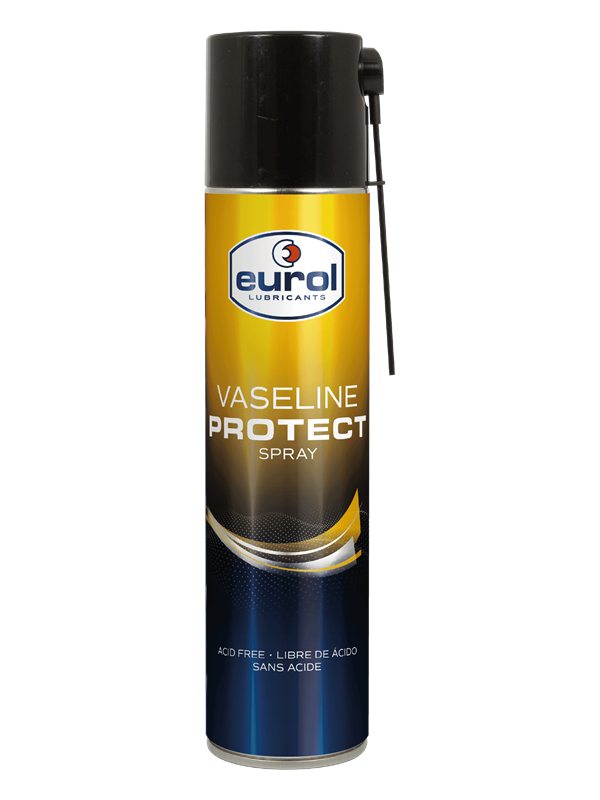 eurol
LUBRICANTS
VASELINE
PROTECT
SPRAY
ACID FREE · LIBRE DE ÁCIDO
SANS ACIDE